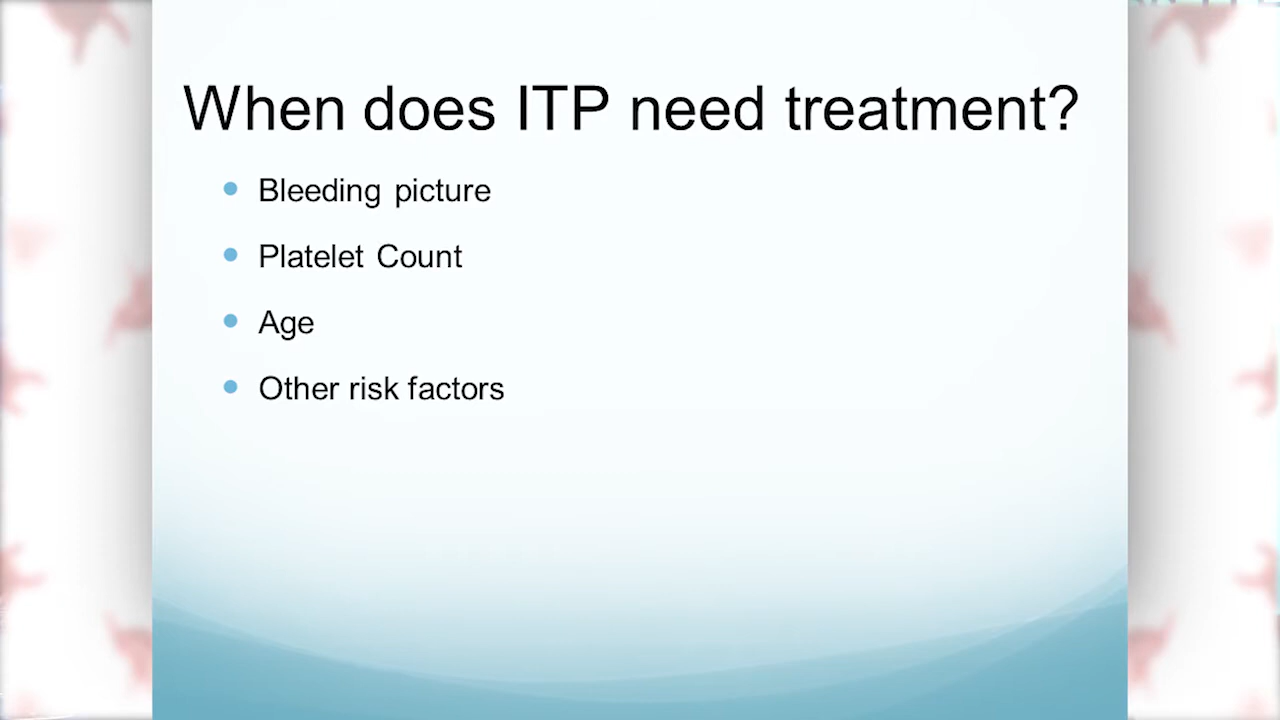 When does ITP need treatment?
Bleeding picture
Platelet Count
Age
Other risk factors